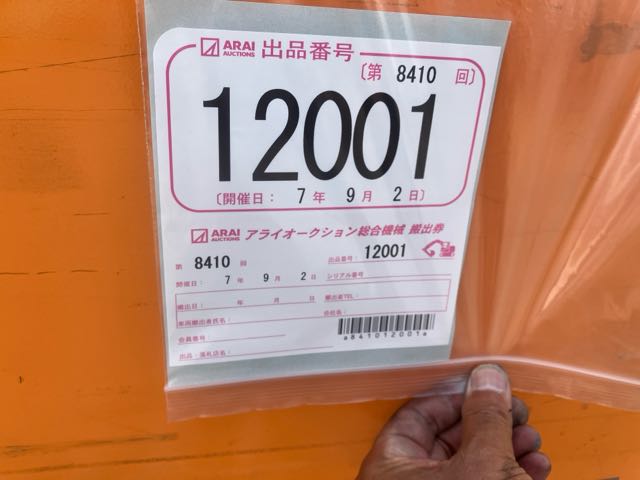 ARAI AUCTIONS 出品番号
〔第 8410 回〕
12001
〔開催日： 7 年 9 月 2 日〕
ARAI AUCTIONS アライオークション総合機械 搬出券
第 8410 回 出品番号： 12001
開催日： 7 年 9 月 2 日 シリアル番号
搬出日： 年 月 日 搬出者TEL：
車両搬出者氏名： 会社名：
会員番号
出品・落札店名：
a841012001a